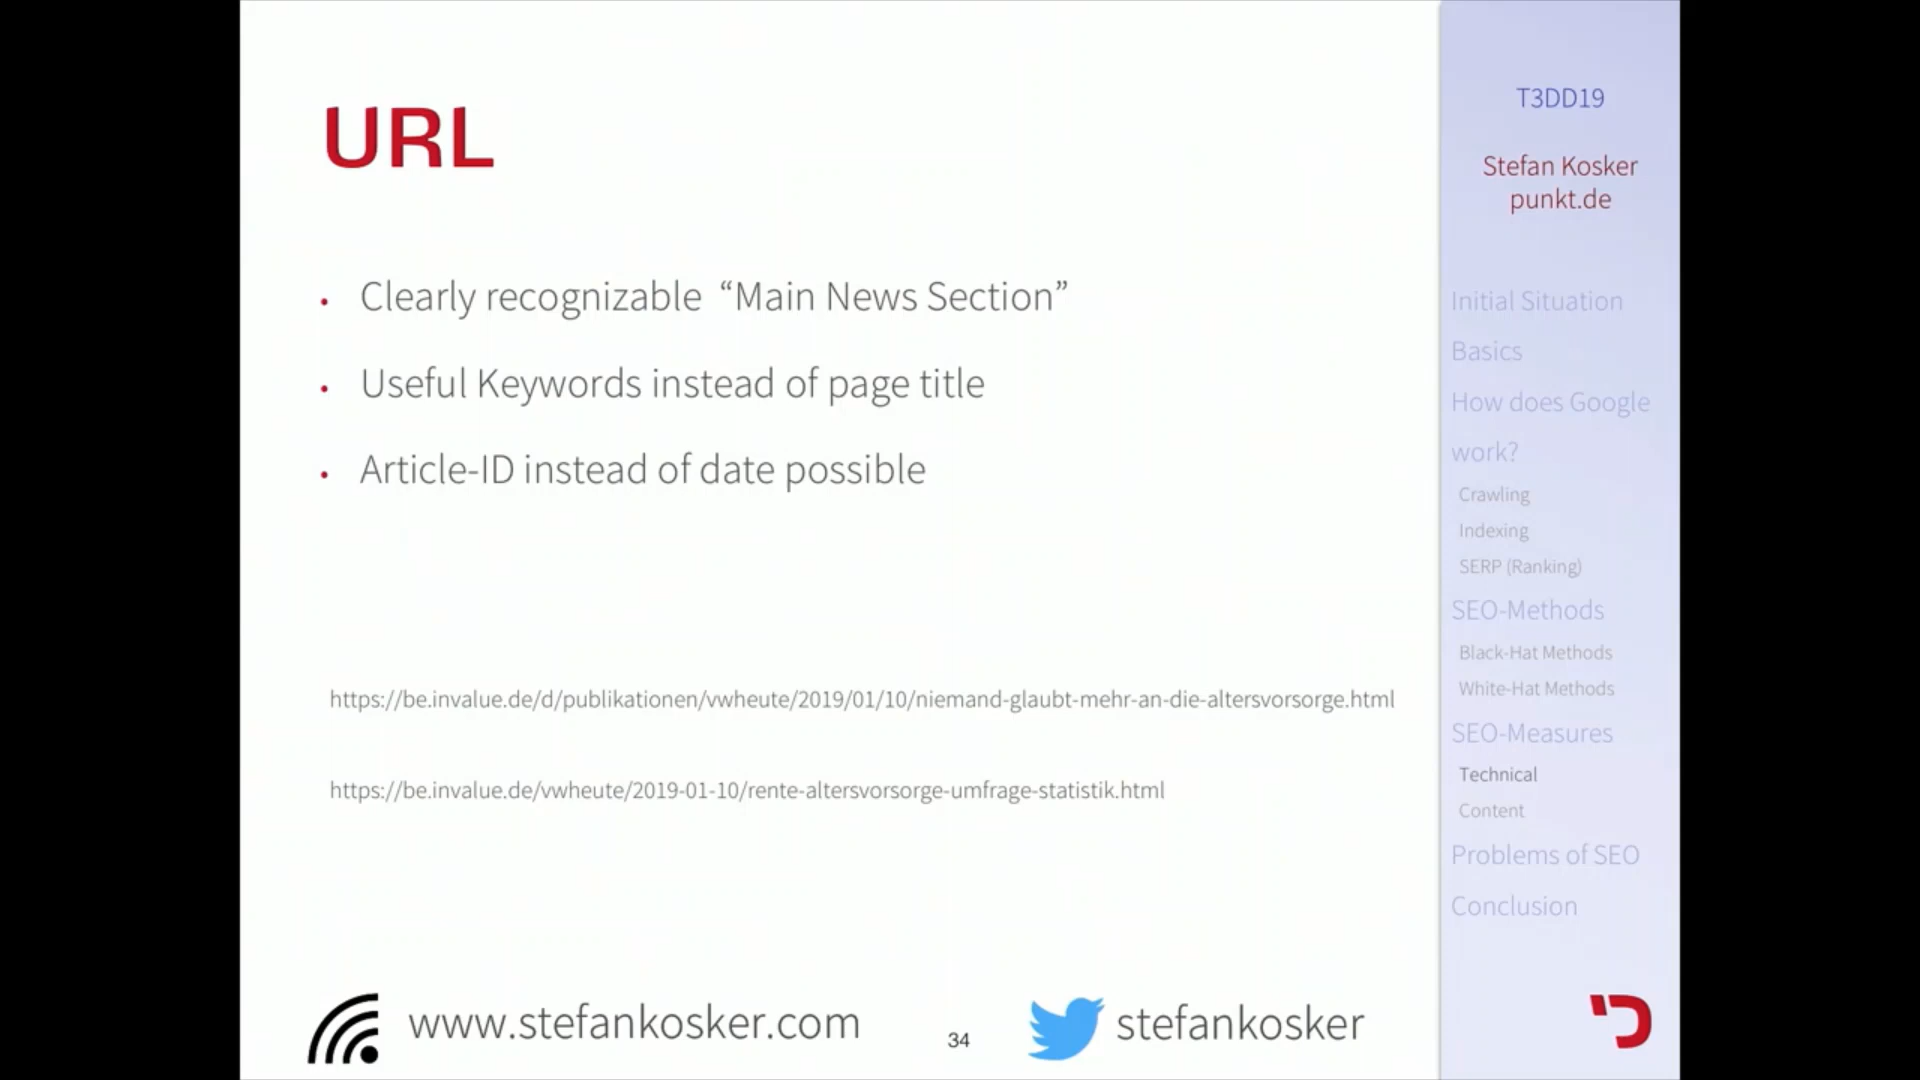 URL
• Clearly recognizable “Main News Section”
• Useful Keywords instead of page title
• Article-ID instead of date possible
https://be.invalue.de/d/publikationen/vwheute/2019/01/10/niemand-glaubt-mehr-an-die-altersvorsorge.html
https://be.invalue.de/vwheute/2019-01-10/rente-altersvorsorge-umfrage-statistik.html
www.stefankosker.com
34
stefankosker
T3DD19
Stefan Kosker
punkt.de
Initial Situation
Basics
How does Google
work?
Crawling
Indexing
SERP (Ranking)
SEO-Methods
Black-Hat Methods
White-Hat Methods
SEO-Measures
Technical
Content
Problems of SEO
Conclusion